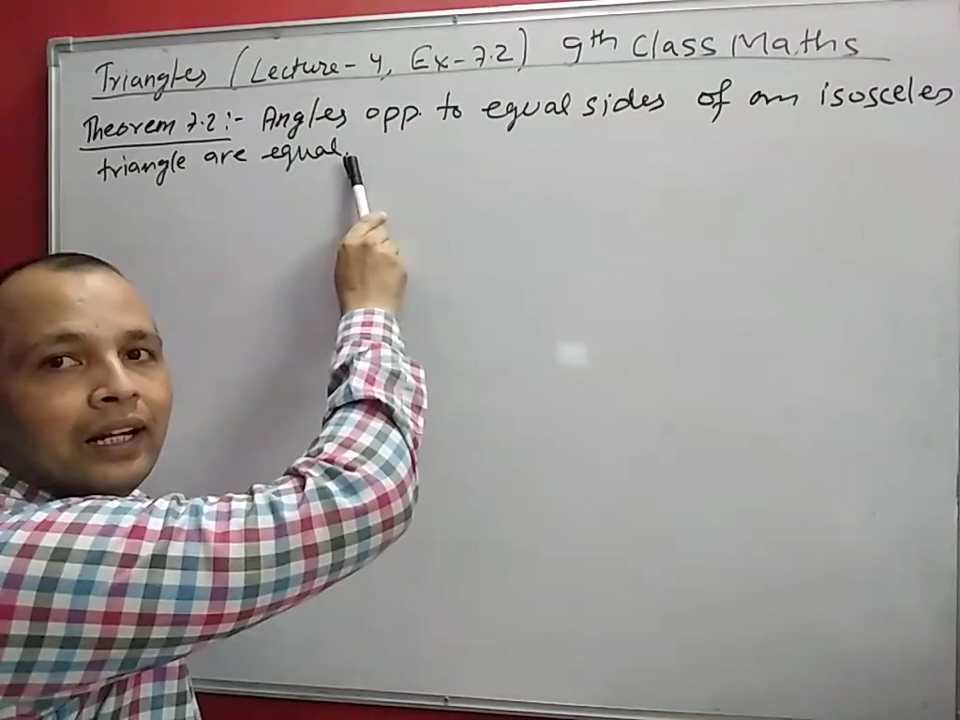 Triangles (Lecture-4, Ex-7.2) 9th Class Maths
Theorem 7.2:- Angles opp. to equal sides of an isosceles
triangle are equal.